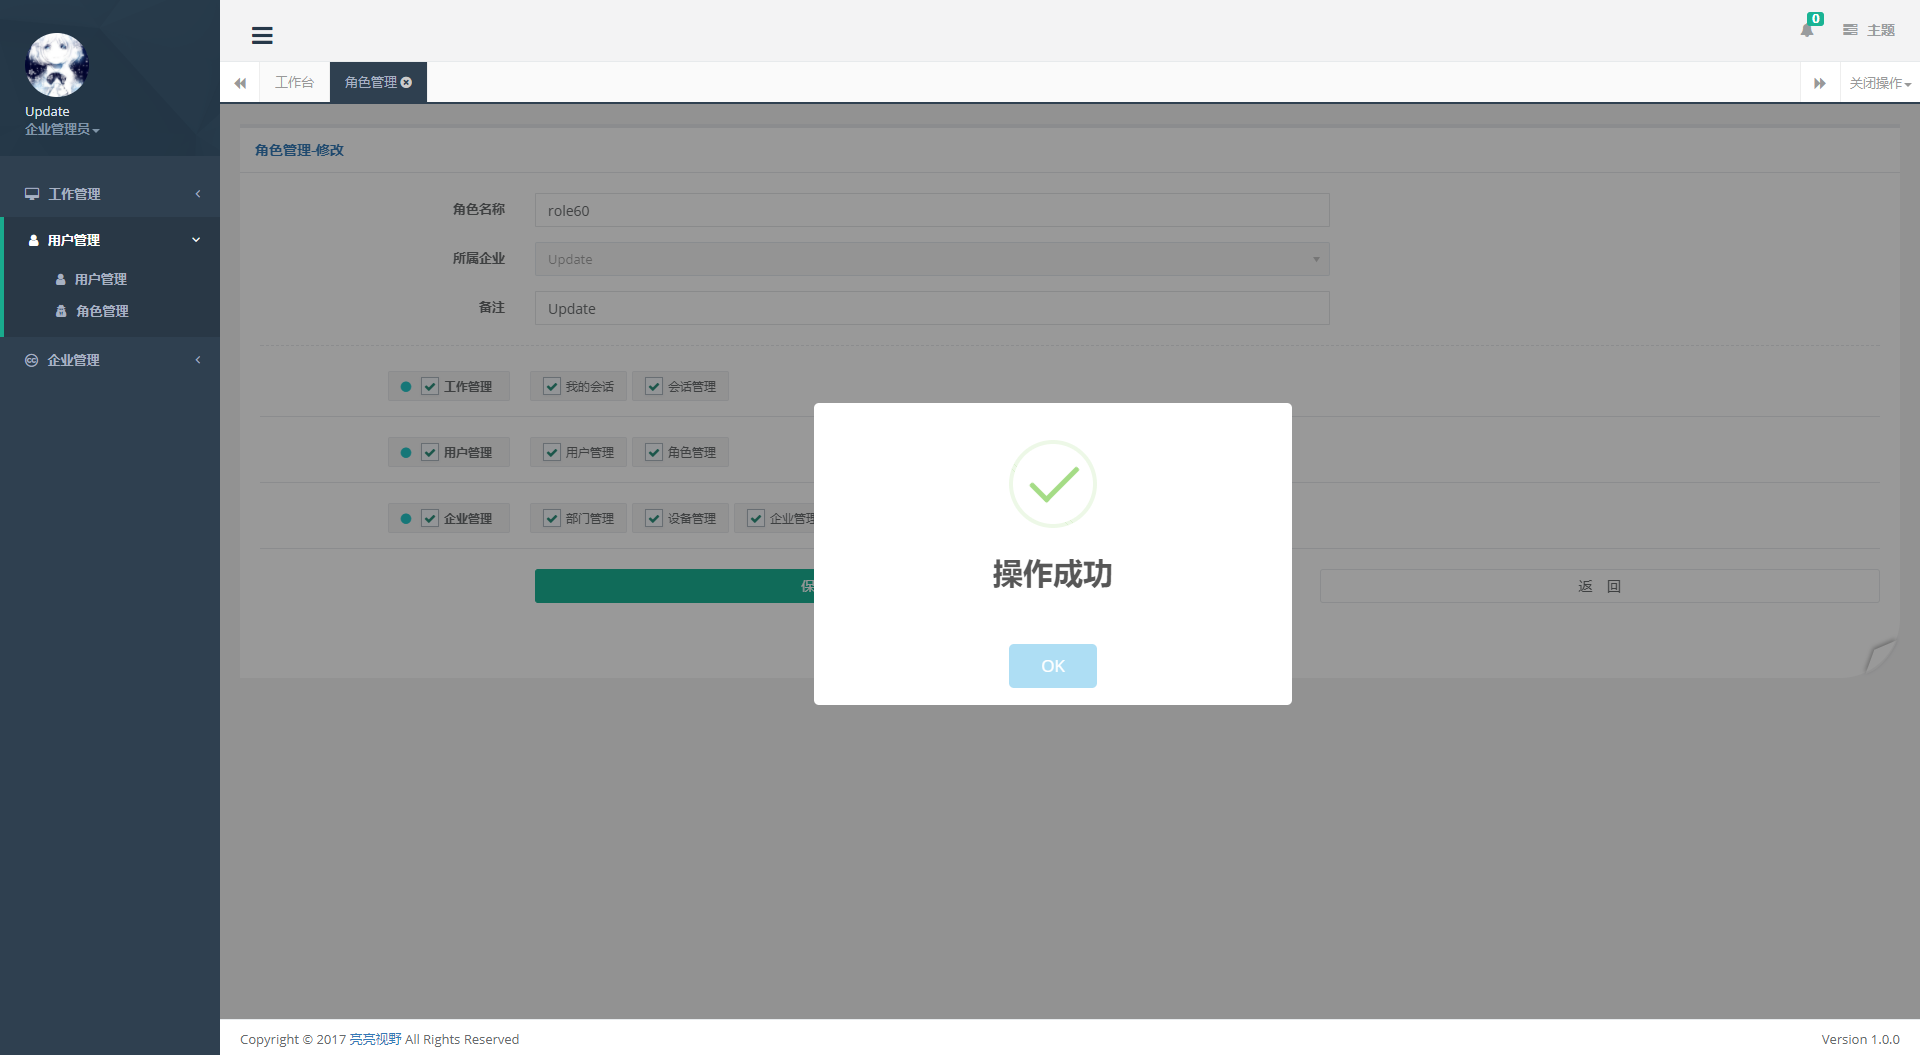 Update
企业管理员
工作管理
用户管理
用户管理
角色管理
企业管理
0
主题
工作台
角色管理
关闭操作
角色管理-修改
角色名称
role60
所属企业
Update
备注
Update
工作管理 我的会话 会话管理
用户管理 用户管理 角色管理
企业管理 部门管理 设备管理 企业管理
保
返 回
操作成功
OK
Copyright © 2017 亮亮视野 All Rights Reserved
Version 1.0.0